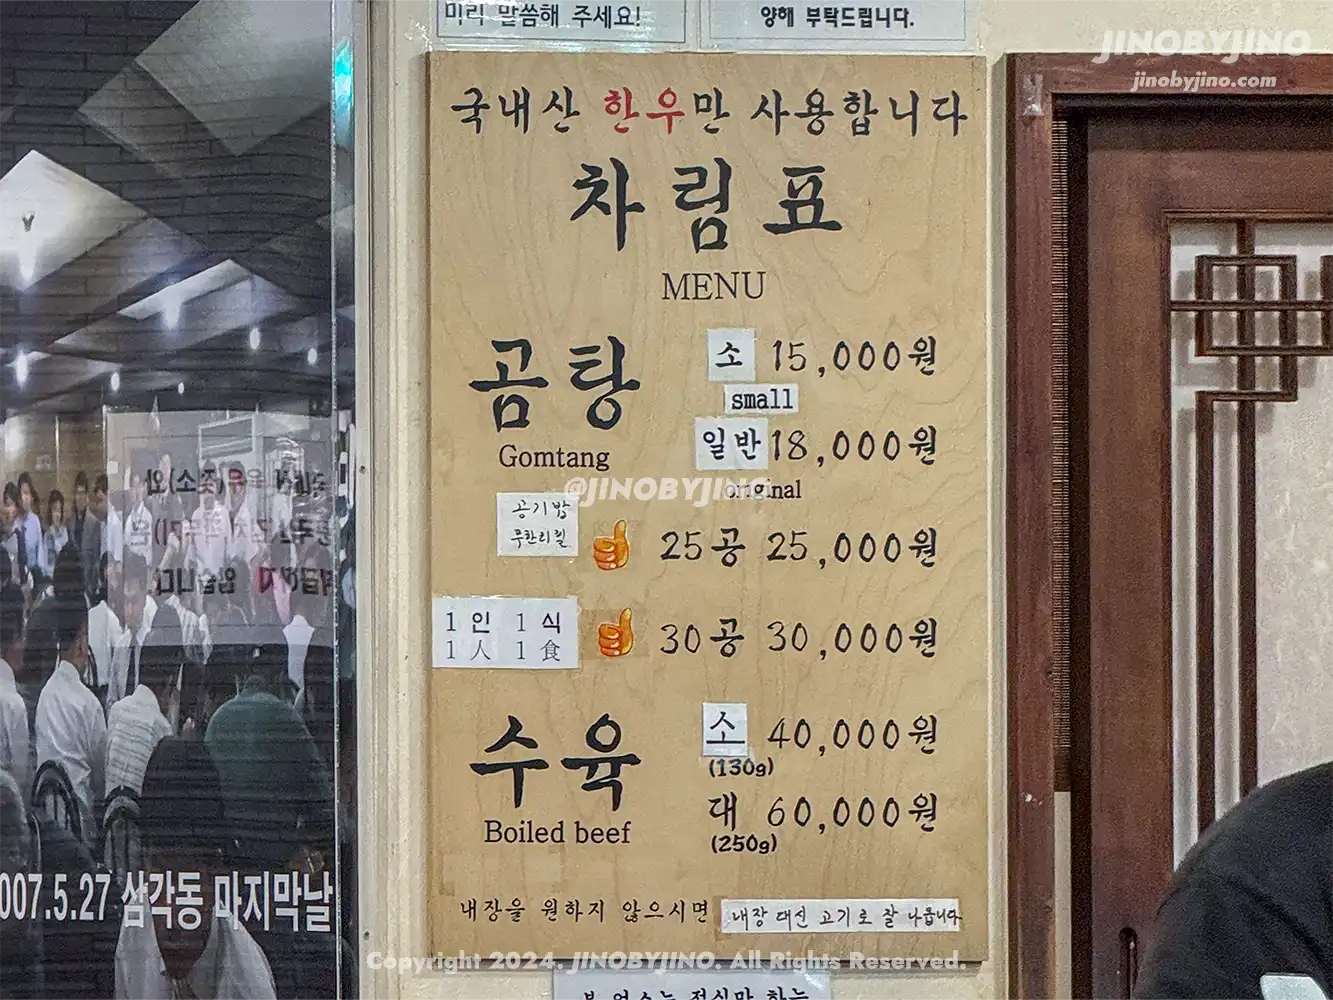 미리 말씀해 주세요!
양해 부탁드립니다.
JINOBYJINO
jinobyjino.com
국내산 한우만 사용합니다
차림표
MENU
곰탕
Gomtang
소 15,000원
small
일반 18,000원
original
@JINOBYJINO
공기밥
무한리필
25공 25,000원
1인 1식
1人 1食
30공 30,000원
수육
Boiled beef
소 40,000원
(130g)
대 60,000원
(250g)
내장을 원하지 않으시면 내장 대신 고기로 잘 나옵니다
007.5.27 삼각동 마지막날
Copyright 2024. JINOBYJINO. All Rights Reserved.